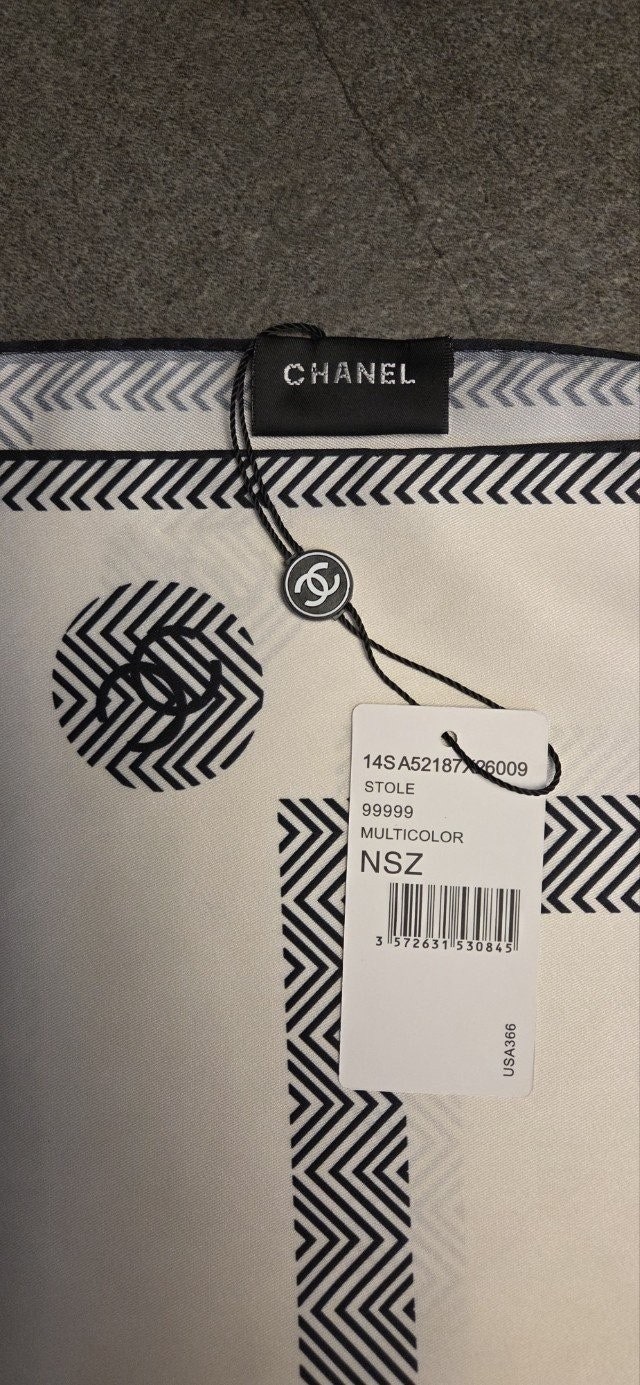 CHANEL
14S A52187X26009
STOLE
99999
MULTICOLOR
NSZ
3 572631 530845
USA366